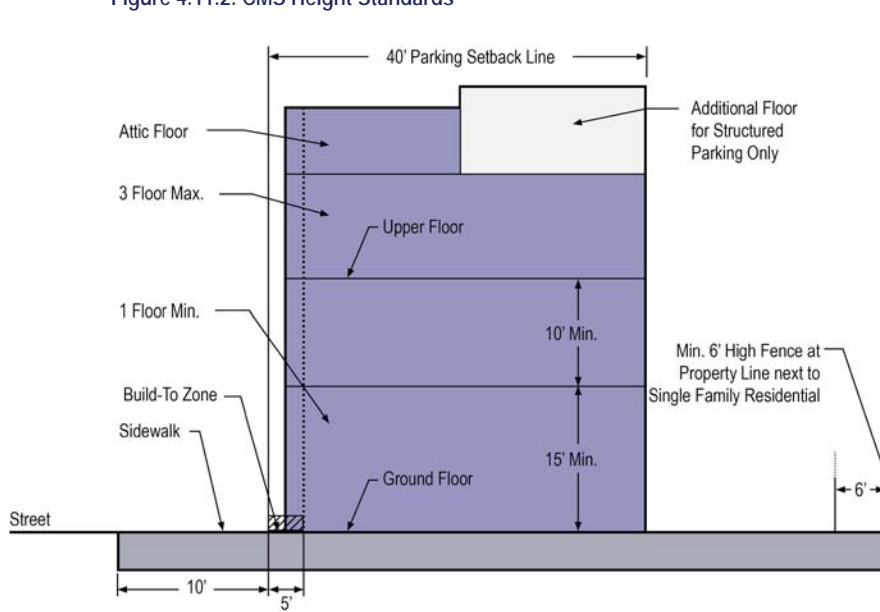 Figure 4.11.2: CMS Height Standards
40' Parking Setback Line
Attic Floor
Additional Floor
for Structured
Parking Only
3 Floor Max.
Upper Floor
1 Floor Min.
10' Min.
Min. 6' High Fence at
Property Line next to
Single Family Residential
Build-To Zone
Sidewalk
15' Min.
Ground Floor
6'
Street
10'
5'